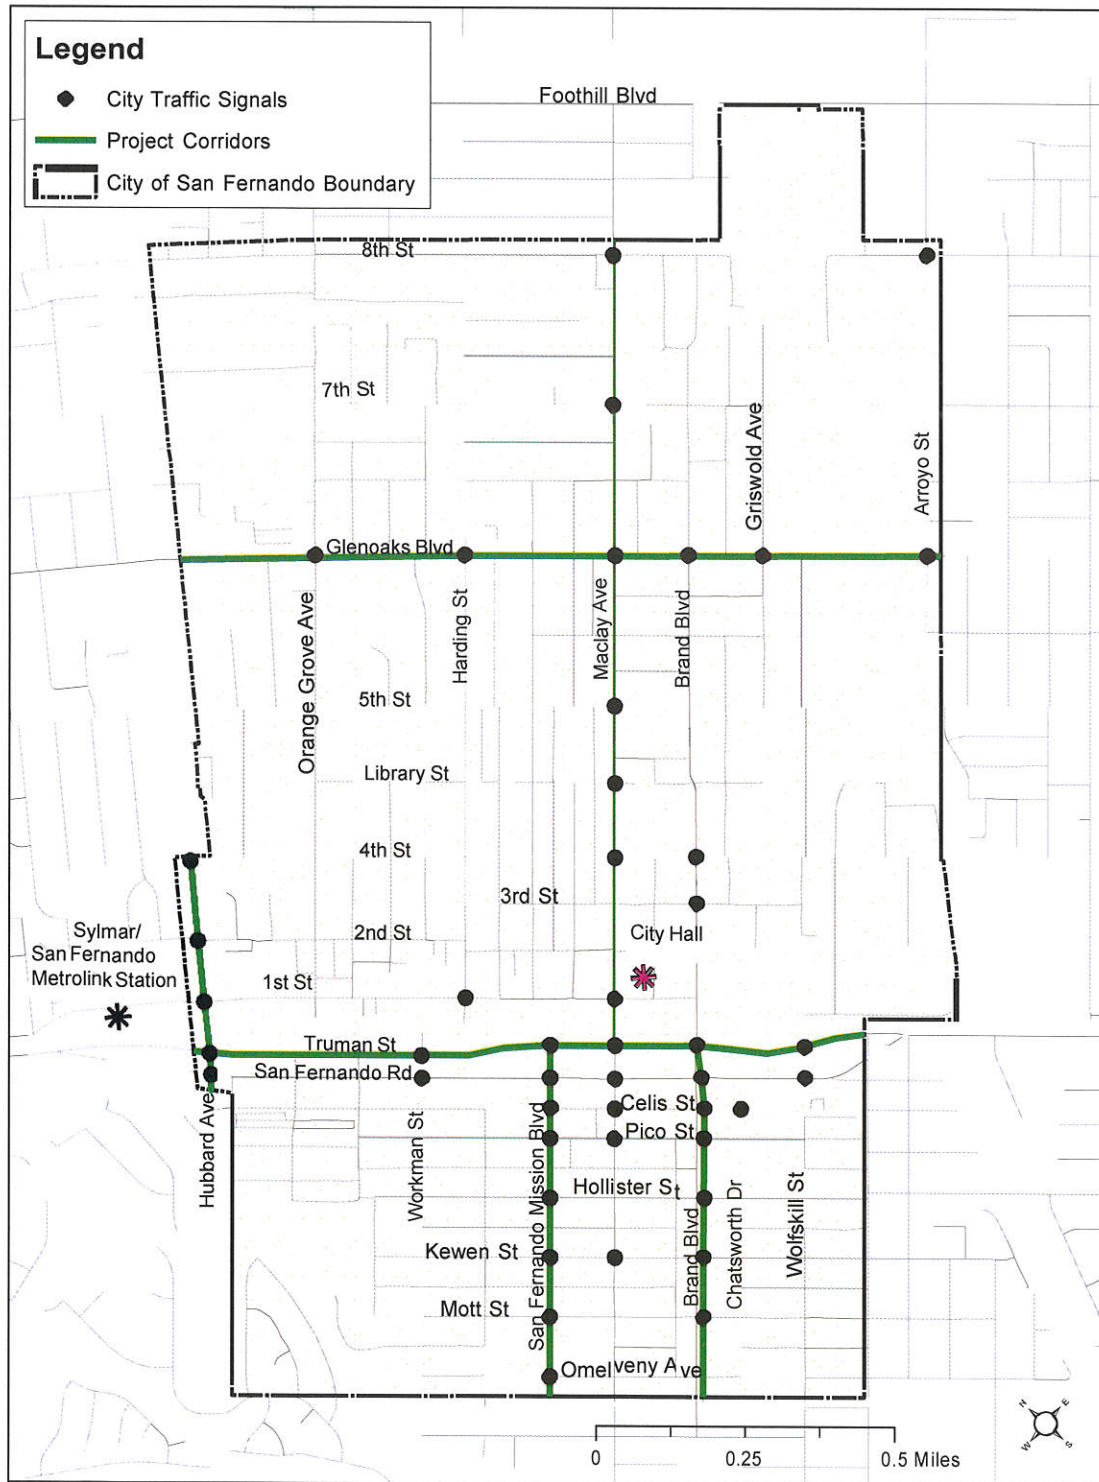 Legend
City Traffic Signals
Project Corridors
City of San Fernando Boundary
Foothill Blvd
8th St
7th St
Griswold Ave
Arroyo St
Glenoaks Blvd
Orange Grove Ave
Harding St
Maclay Ave
Brand Blvd
5th St
Library St
4th St
3rd St
2nd St
City Hall
Sylmar/
San Fernando
Metrolink Station
1st St
Truman St
San Fernando Rd
Celis St
Pico St
Hubbard Ave
Workman St
San Fernando Mission Blvd
Hollister St
Brand Blvd
Chatsworth Dr
Wolfskill St
Kewen St
Mott St
Omelveny Ave
N E
W S
0 0.25 0.5 Miles